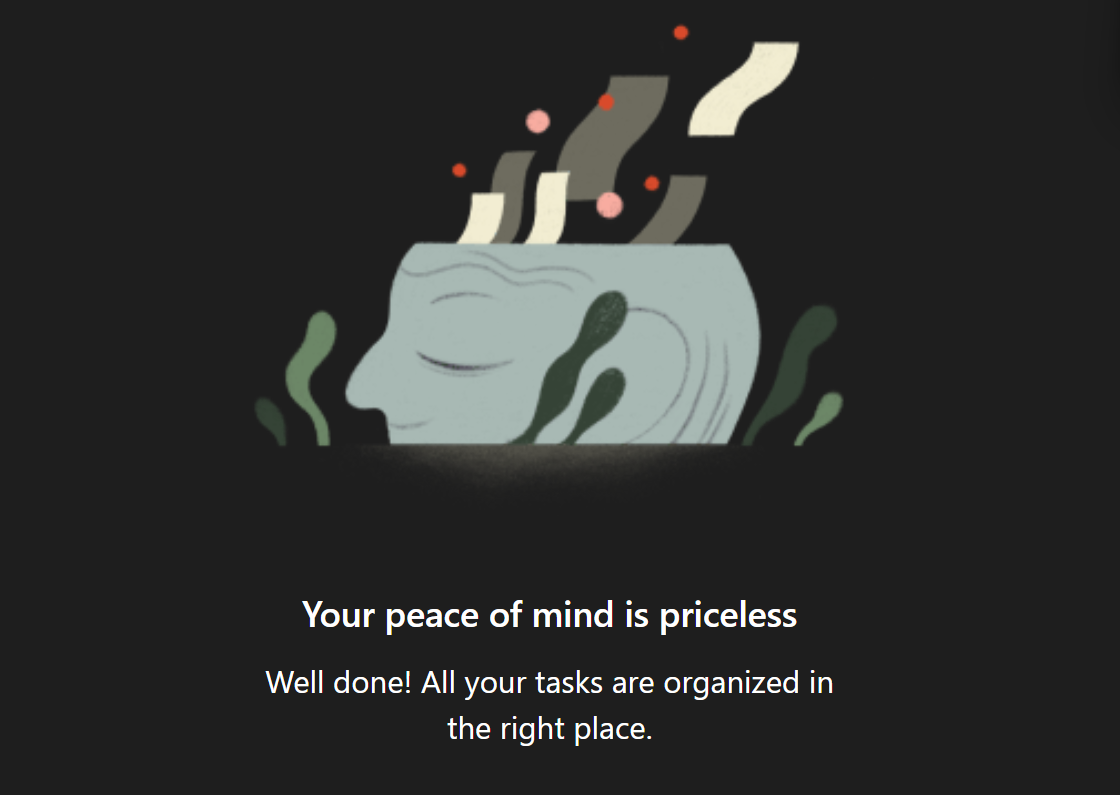 Your peace of mind is priceless
Well done! All your tasks are organized in
the right place.